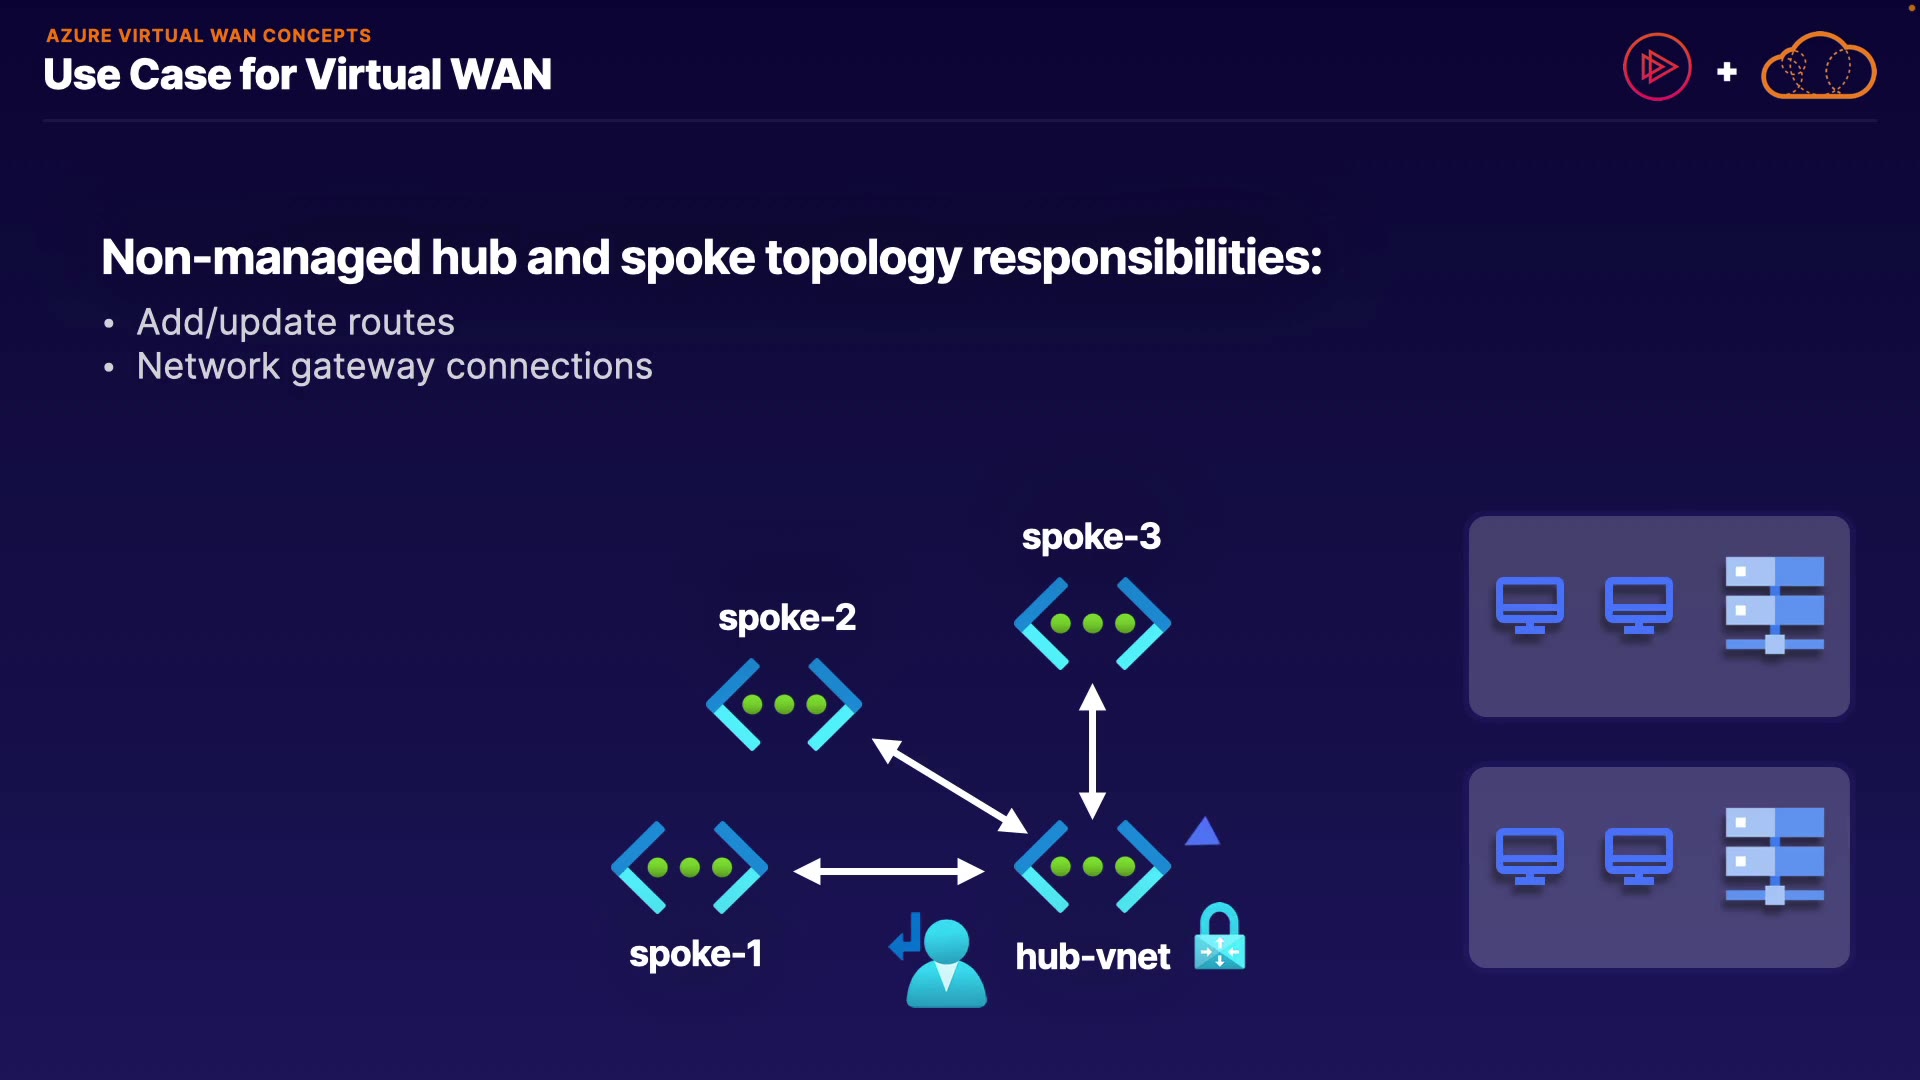 AZURE VIRTUAL WAN CONCEPTS
Use Case for Virtual WAN
Non-managed hub and spoke topology responsibilities:
• Add/update routes
• Network gateway connections
spoke-3
spoke-2
spoke-1
hub-vnet